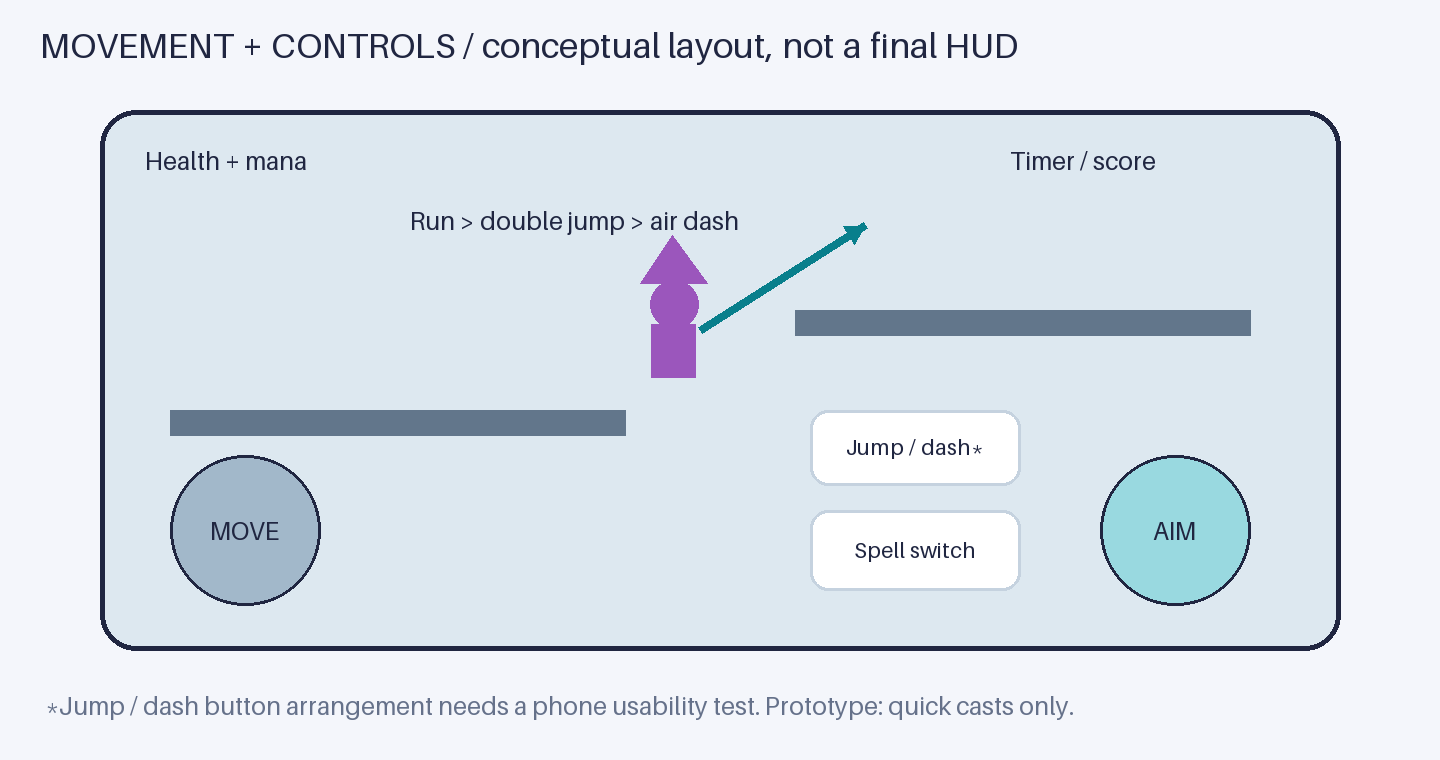 MOVEMENT + CONTROLS / conceptual layout, not a final HUD
Health + mana
Timer / score
Run > double jump > air dash
Jump / dash*
MOVE
AIM
Spell switch
*Jump / dash button arrangement needs a phone usability test. Prototype: quick casts only.